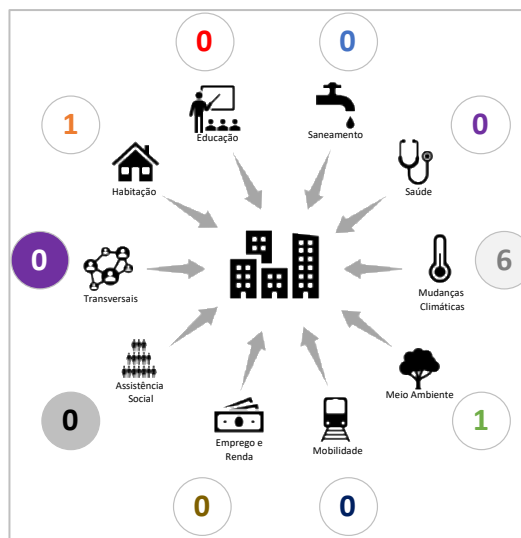 0
0
1
Educação
Saneamento
0
Habitação
Saúde
0
Transversais
Mudanças
Climáticas
6
Assistência
Social
Meio Ambiente
0
Emprego e
Renda
Mobilidade
1
0
0